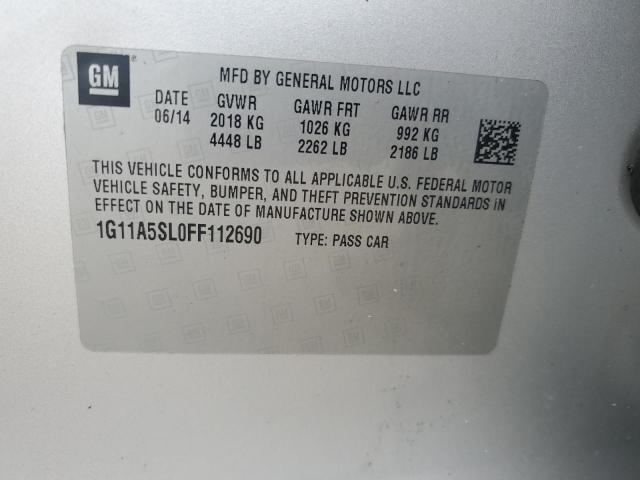 GM
MFD BY GENERAL MOTORS LLC
DATE GVWR GAWR FRT GAWR RR
06/14 2018 KG 1026 KG 992 KG
4448 LB 2262 LB 2186 LB
THIS VEHICLE CONFORMS TO ALL APPLICABLE U.S. FEDERAL MOTOR
VEHICLE SAFETY, BUMPER, AND THEFT PREVENTION STANDARDS iN
EFFECT ON THE DATE OF MANUFACTURE SHOWN ABOVE.
1G11A5SL0FF112690 TYPE: PASS CAR